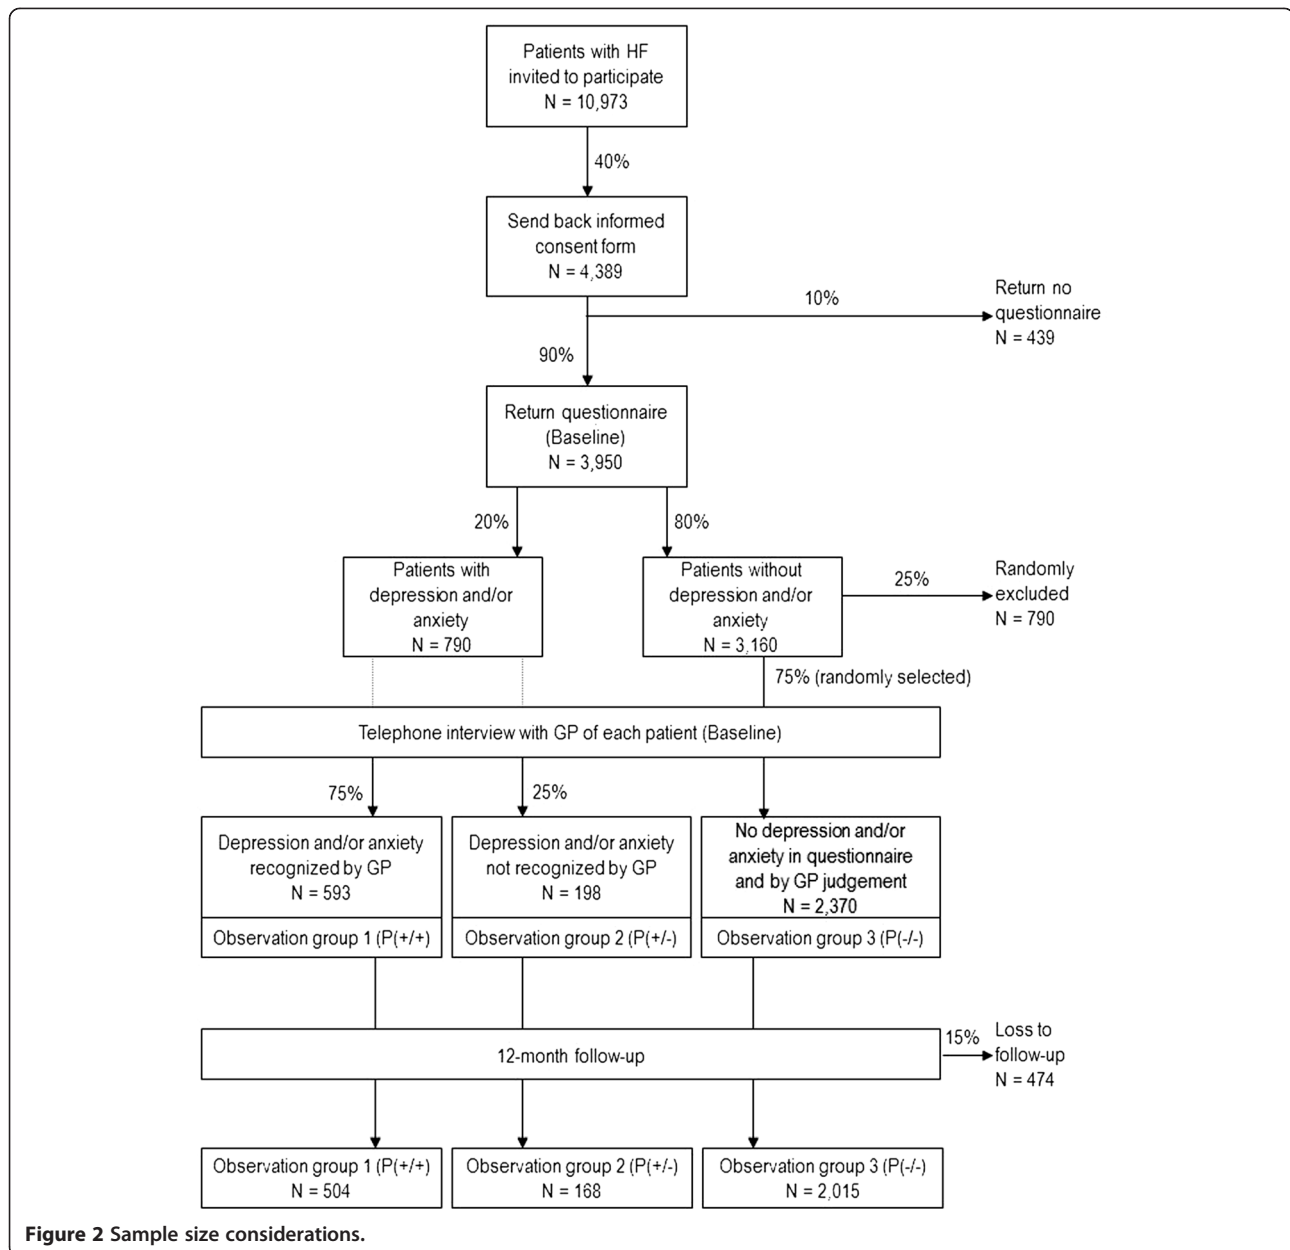 Patients with HF
invited to participate
N = 10,973
40%
Send back informed
consent form
N = 4,389
10%
Return no
questionnaire
N = 439
90%
Return questionnaire
(Baseline)
N = 3,950
20%
80%
Patients with
depression and/or
anxiety
N = 790
Patients without
depression and/or
anxiety
N = 3,160
25%
Randomly
excluded
N = 790
75% (randomly selected)
Telephone interview with GP of each patient (Baseline)
75%
25%
Depression and/or anxiety
recognized by GP
N = 593
Observation group 1 (P(+/+)
Depression and/or anxiety
not recognized by GP
N = 198
Observation group 2 (P(+/-)
No depression and/or
anxiety in questionnaire
and by GP judgement
N = 2,370
Observation group 3 (P(-/-)
12-month follow-up
15%
Loss to
follow-up
N = 474
Observation group 1 (P(+/+)
N = 504
Observation group 2 (P(+/-)
N = 168
Observation group 3 (P(-/-)
N = 2,015
Figure 2 Sample size considerations.